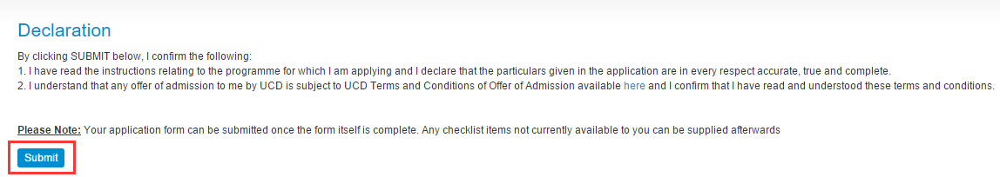 Declaration
By clicking SUBMIT below, I confirm the following:
1. I have read the instructions relating to the programme for which I am applying and I declare that the particulars given in the application are in every respect accurate, true and complete.
2. I understand that any offer of admission to me by UCD is subject to UCD Terms and Conditions of Offer of Admission available here and I confirm that I have read and understood these terms and conditions.
Please Note: Your application form can be submitted once the form itself is complete. Any checklist items not currently available to you can be supplied afterwards
Submit